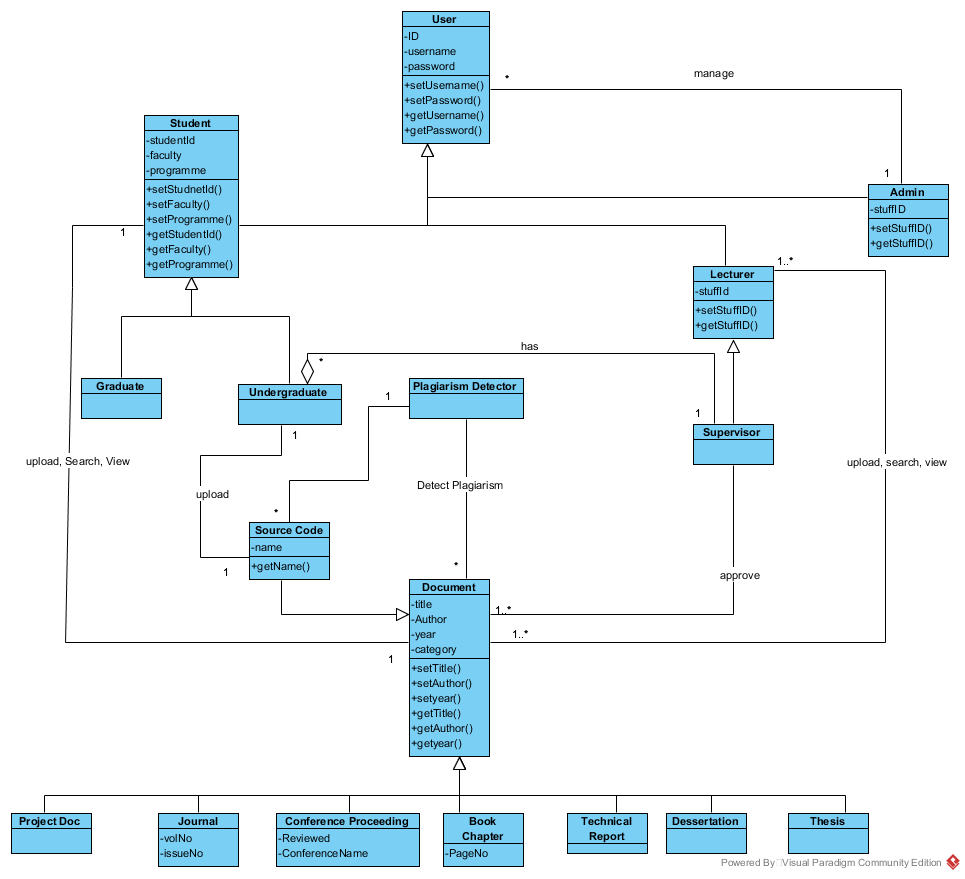 User
-ID
-username
-password
+setUsername()
+setPassword()
+getUsername()
+getPassword()
*
manage
1
Student
-studentId
-faculty
-programme
+setStudnetId()
+setFaculty()
+setProgramme()
+getStudentId()
+getFaculty()
+getProgramme()
1
Admin
-stuffID
+setStuffID()
+getStuffID()
Lecturer
-stuffId
+setStuffID()
+getStuffID()
1..*
has
*
1
Graduate
Undergraduate
1
Plagiarism Detector
1
Supervisor
upload, Search, View
upload
Detect Plagiarism
upload, search, view
*
Source Code
-name
+getName()
1
*
approve
Document
-title
-Author
-year
-category
+setTitle()
+setAuthor()
+setyear()
+getTitle()
+getAuthor()
+getyear()
1..*
1..*
1
Project Doc
Journal
-volNo
-issueNo
Conference Proceeding
-Reviewed
-ConferenceName
Book
Chapter
-PageNo
Technical
Report
Dessertation
Thesis
Powered By Visual Paradigm Community Edition